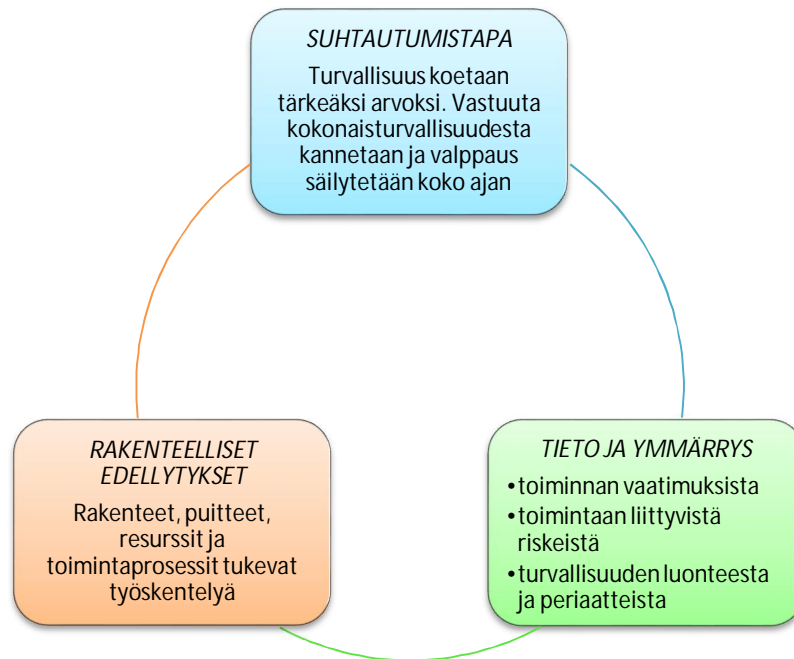 SUHTAUTUMISTAPA
Turvallisuus koetaan
tärkeäksi arvoksi. Vastuuta
kokonaisturvallisuudesta
kannetaan ja valppaus
säilytetään koko ajan
RAKENTEELLISET
EDELLYTYKSET
Rakenteet, puitteet,
resurssit ja
toimintaprosessit tukevat
työskentelyä
TIETO JA YMMÄRRYS
•toiminnan vaatimuksista
•toimintaan liittyvistä
riskeistä
•turvallisuuden luonteesta
ja periaatteista